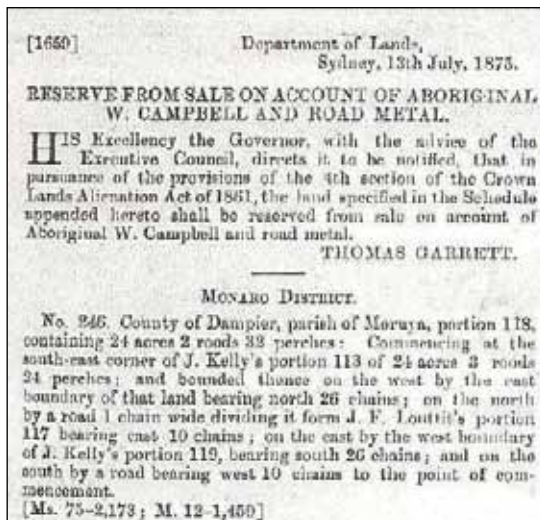 [1659] Department of Lands,
Sydney, 13th July, 1875.
RESERVE FROM SALE ON ACCOUNT OF ABORIGINAL
W. CAMPBELL AND ROAD METAL.
HIS Excellency the Governor, with the advice of the
Executive Council, directs it to be notified, that in
pursuance of the provisions of the 4th section of the Crown
Lands Alienation Act of 1861, the land specified in the Schedule
appended hereto shall be reserved from sale on account of
Aboriginal W. Campbell and road metal.
THOMAS GARRETT.
MONARO DISTRICT.
No. 246. County of Dampier, parish of Moruya, portion 118,
containing 24 acres 2 roods 32 perches: Commencing at the
south-east corner of J. Kelly's portion 113 of 24 acres 3 roods
24 perches; and bounded thence on the west by the east
boundary of that land bearing north 26 chains; on the north
by a road 1 chain wide dividing it form J. F. Louttit's portion
117 bearing east 10 chains; on the east by the west boundary
of J. Kelly's portion 119, bearing south 26 chains; and on the
south by a road bearing west 10 chains to the point of com-
mencement.
[Ms. 75-2,173; M. 12-1,459]